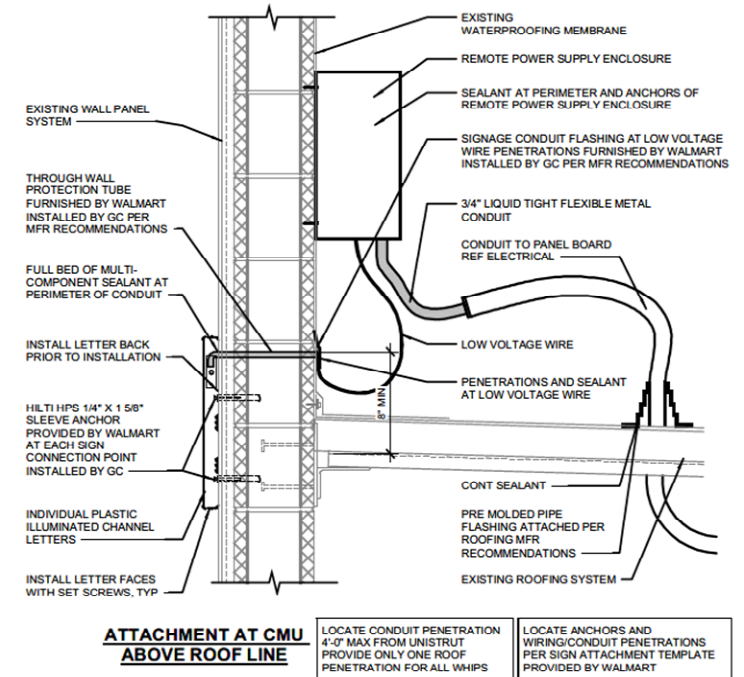 EXISTING
WATERPROOFING MEMBRANE
REMOTE POWER SUPPLY ENCLOSURE
SEALANT AT PERIMETER AND ANCHORS OF
REMOTE POWER SUPPLY ENCLOSURE
EXISTING WALL PANEL
SYSTEM
SIGNAGE CONDUIT FLASHING AT LOW VOLTAGE
WIRE PENETRATIONS FURNISHED BY WALMART
INSTALLED BY GC PER MFR RECOMMENDATIONS
THROUGH WALL
PROTECTION TUBE
FURNISHED BY WALMART
INSTALLED BY GC PER
MFR RECOMMENDATIONS
3/4" LIQUID TIGHT FLEXIBLE METAL
CONDUIT
CONDUIT TO PANEL BOARD
REF ELECTRICAL
FULL BED OF MULTI-
COMPONENT SEALANT AT
PERIMETER OF CONDUIT
INSTALL LETTER BACK
PRIOR TO INSTALLATION
LOW VOLTAGE WIRE
PENETRATIONS AND SEALANT
AT LOW VOLTAGE WIRE
8" MIN
HILTI HPS 1/4" X 1 5/8"
SLEEVE ANCHOR
PROVIDED BY WALMART
AT EACH SIGN
CONNECTION POINT
INSTALLED BY GC
CONT SEALANT
INDIVIDUAL PLASTIC
ILLUMINATED CHANNEL
LETTERS
PRE MOLDED PIPE
FLASHING ATTACHED PER
ROOFING MFR
RECOMMENDATIONS
INSTALL LETTER FACES
WITH SET SCREWS, TYP
EXISTING ROOFING SYSTEM
ATTACHMENT AT CMU
ABOVE ROOF LINE
LOCATE CONDUIT PENETRATION
4'-0" MAX FROM UNISTRUT
PROVIDE ONLY ONE ROOF
PENETRATION FOR ALL WHIPS
LOCATE ANCHORS AND
WIRING/CONDUIT PENETRATIONS
PER SIGN ATTACHMENT TEMPLATE
PROVIDED BY WALMART